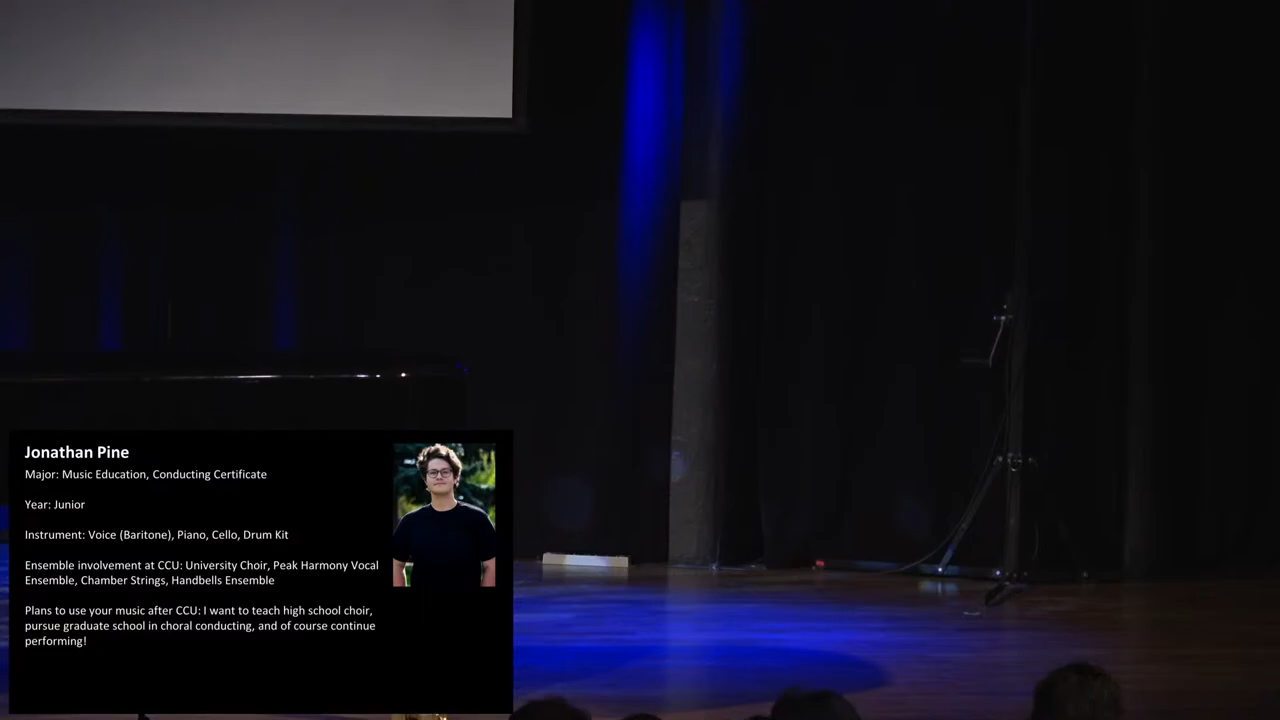 Jonathan Pine
Major: Music Education, Conducting Certificate
Year: Junior
Instrument: Voice (Baritone), Piano, Cello, Drum Kit
Ensemble involvement at CCU: University Choir, Peak Harmony Vocal
Ensemble, Chamber Strings, Handbells Ensemble
Plans to use your music after CCU: I want to teach high school choir,
pursue graduate school in choral conducting, and of course continue
performing!